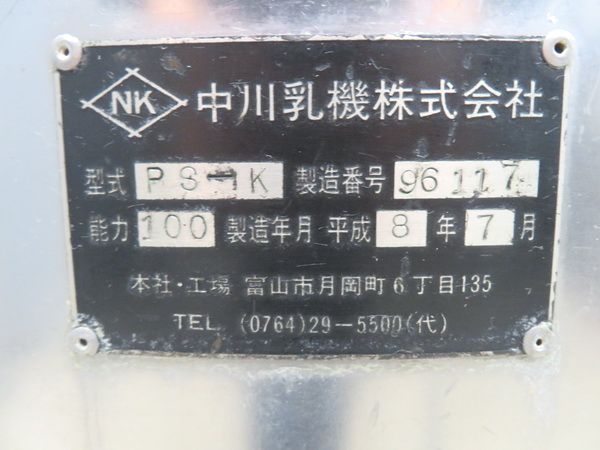 NK 中川乳機株式会社
型式 PS-K 製造番号 96117
能力 100 製造年月 平成 8 年 7 月
本社・工場 富山市月岡町6丁目135
TEL (0764)29-5500(代)